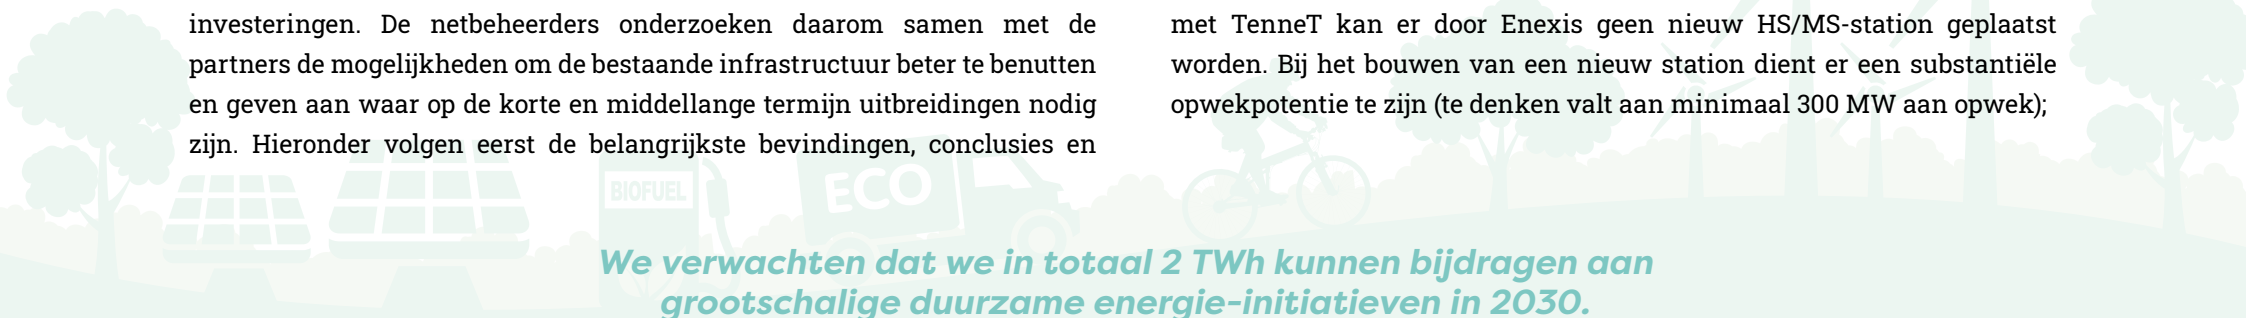 investeringen. De netbeheerders onderzoeken daarom samen met de
partners de mogelijkheden om de bestaande infrastructuur beter te benutten
en geven aan waar op de korte en middellange termijn uitbreidingen nodig
zijn. Hieronder volgen eerst de belangrijkste bevindingen, conclusies en
met TenneT kan er door Enexis geen nieuw HS/MS-station geplaatst
worden. Bij het bouwen van een nieuw station dient er een substantiële
opwekpotentie te zijn (te denken valt aan minimaal 300 MW aan opwek);
BIOFUEL
ECO
We verwachten dat we in totaal 2 TWh kunnen bijdragen aan
grootschalige duurzame energie-initiatieven in 2030.